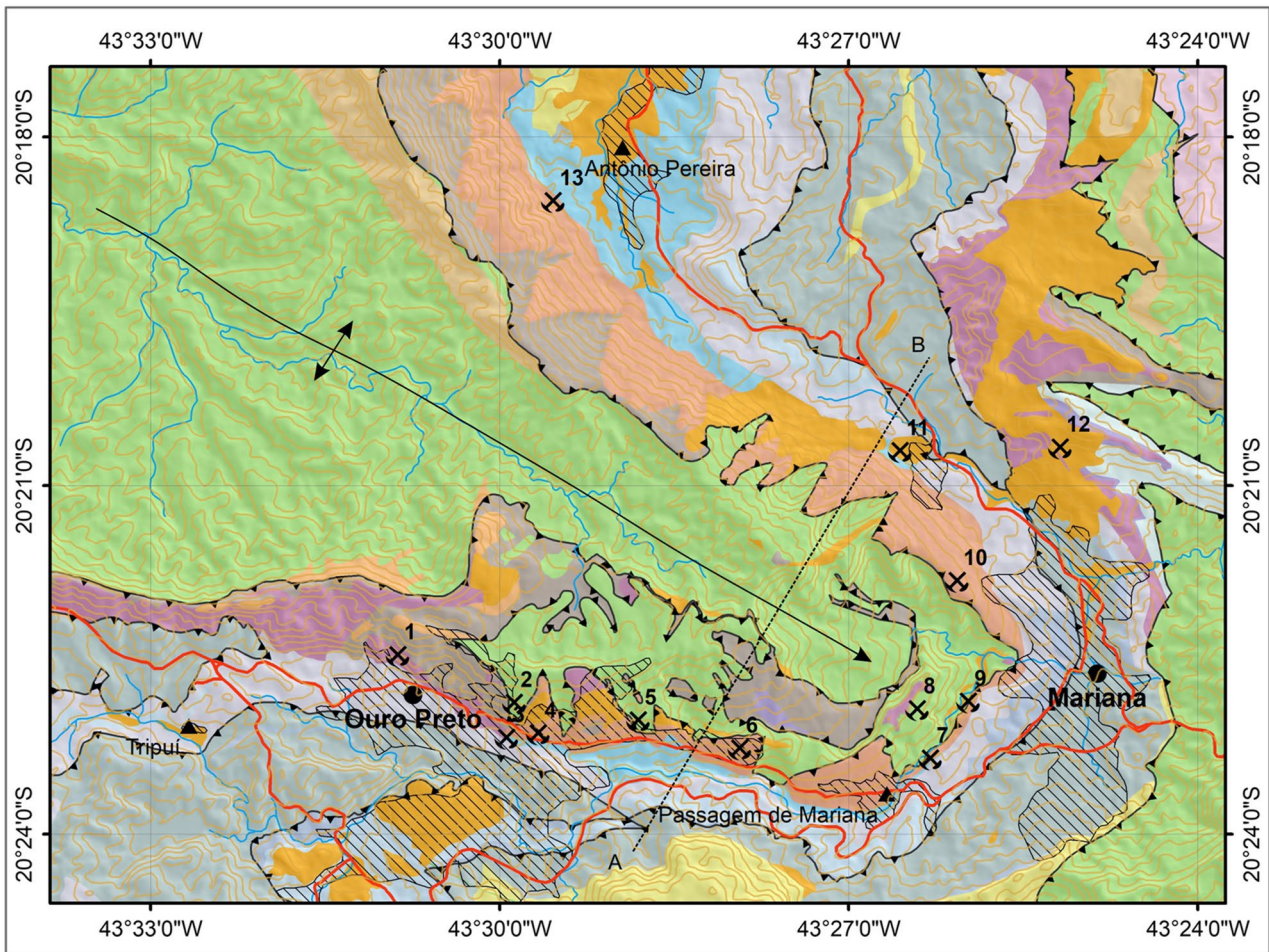 43°33'0"W
43°30'0"W
43°27'0"W
43°24'0"W
20°18'0"S
20°18'0"S
Antônio Pereira
13
B
11
12
20°21'0"S
20°21'0"S
10
1
2
3
4
5
6
8
9
7
Ouro Preto
Mariana
Tripuí
Passagem de Mariana
A
20°24'0"S
20°24'0"S
43°33'0"W
43°30'0"W
43°27'0"W
43°24'0"W